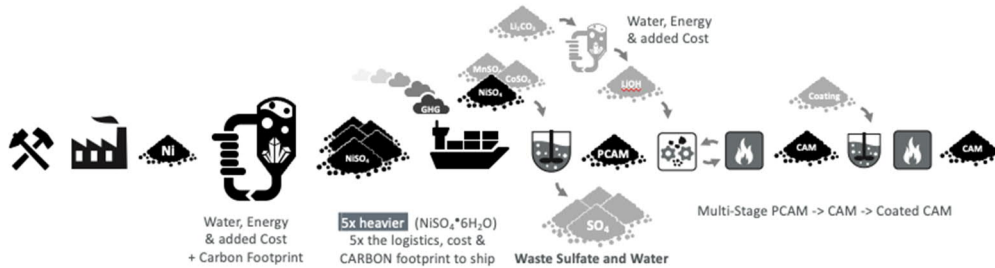 Li₂CO₃
Water, Energy
& added Cost
MnSO₄
CoSO₄
NiSO₄
LiOH
GHG
Coating
Ni
NiSO₄
PCAM
CAM
CAM
SO₄
Water, Energy
& added Cost
+ Carbon Footprint
5x heavier (NiSO₄*6H₂O)
5x the logistics, cost &
CARBON footprint to ship
Waste Sulfate and Water
Multi-Stage PCAM -> CAM -> Coated CAM